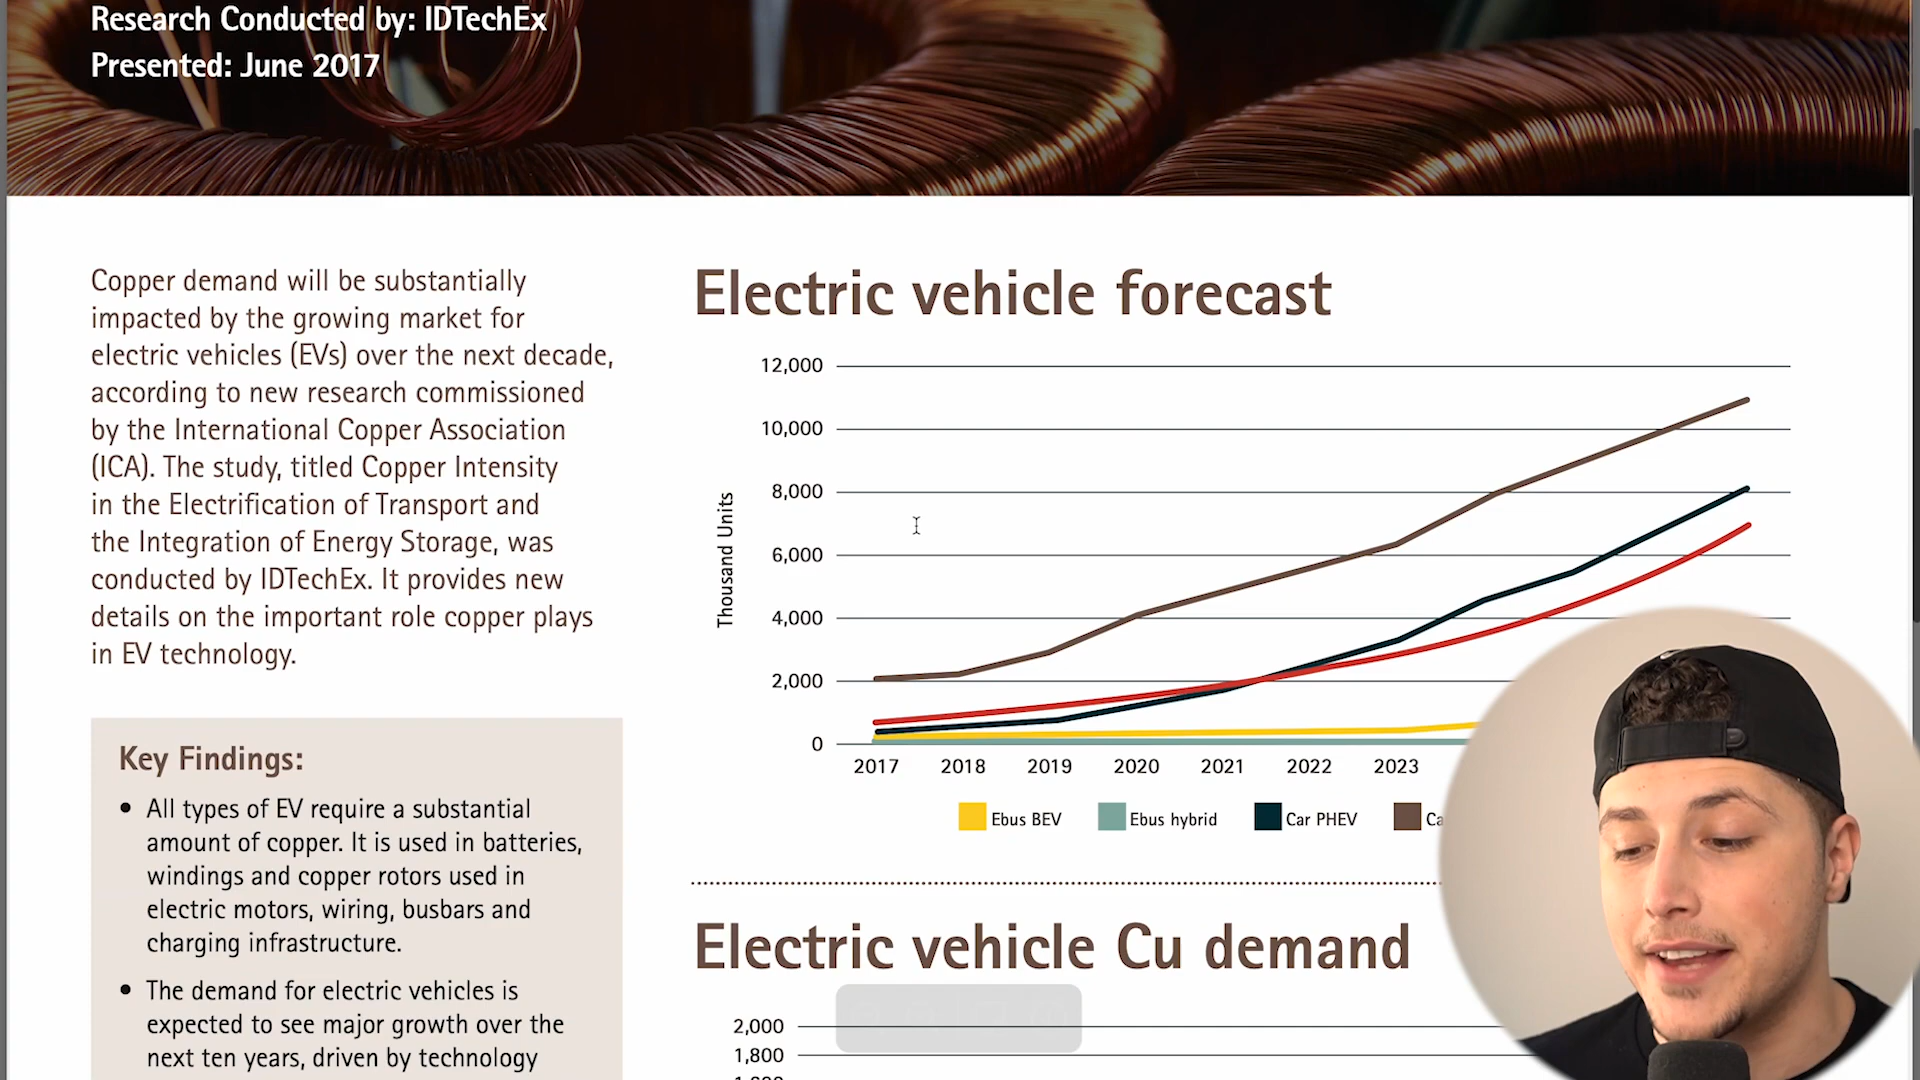 Research Conducted by: IDTechEx
Presented: June 2017
Copper demand will be substantially
impacted by the growing market for
electric vehicles (EVs) over the next decade,
according to new research commissioned
by the International Copper Association
(ICA). The study, titled Copper Intensity
in the Electrification of Transport and
the Integration of Energy Storage, was
conducted by IDTechEx. It provides new
details on the important role copper plays
in EV technology.
Key Findings:
• All types of EV require a substantial
amount of copper. It is used in batteries,
windings and copper rotors used in
electric motors, wiring, busbars and
charging infrastructure.
• The demand for electric vehicles is
expected to see major growth over the
next ten years, driven by technology
Electric vehicle forecast
Thousand Units
12,000
10,000
8,000
6,000
4,000
2,000
0
2017 2018 2019 2020 2021 2022 2023
Ebus BEV Ebus hybrid Car PHEV
Electric vehicle Cu demand
2,000
1,800